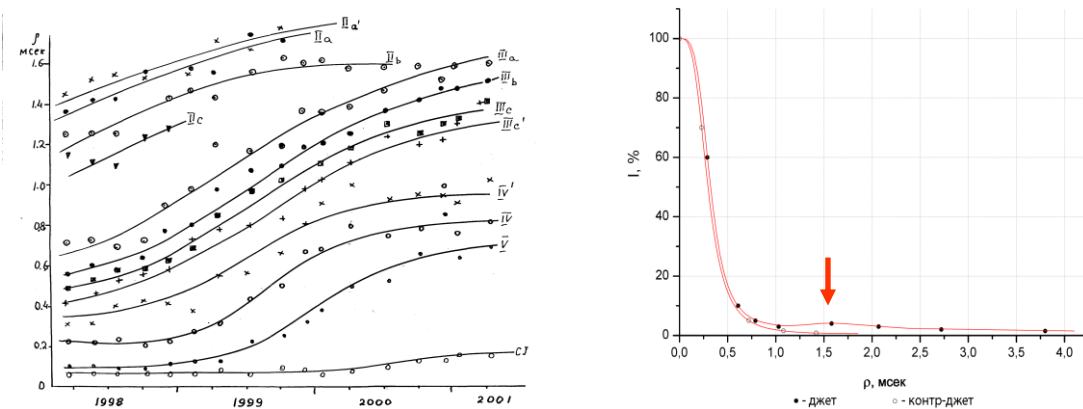 ρ
мсек
1.6
1.4
1.2
1.0
0.8
0.6
0.4
0.2
0
1998
1999
2000
2001
II a'
II a
II b
II c
III a
III b
III c
III c'
IV'
IV
V
CJ
I, %
100
80
60
40
20
10
0
0,0 0,5 1,0 1,5 2,0 2,5 3,0 3,5 4,0
ρ, мсек
- джет - контр-джет